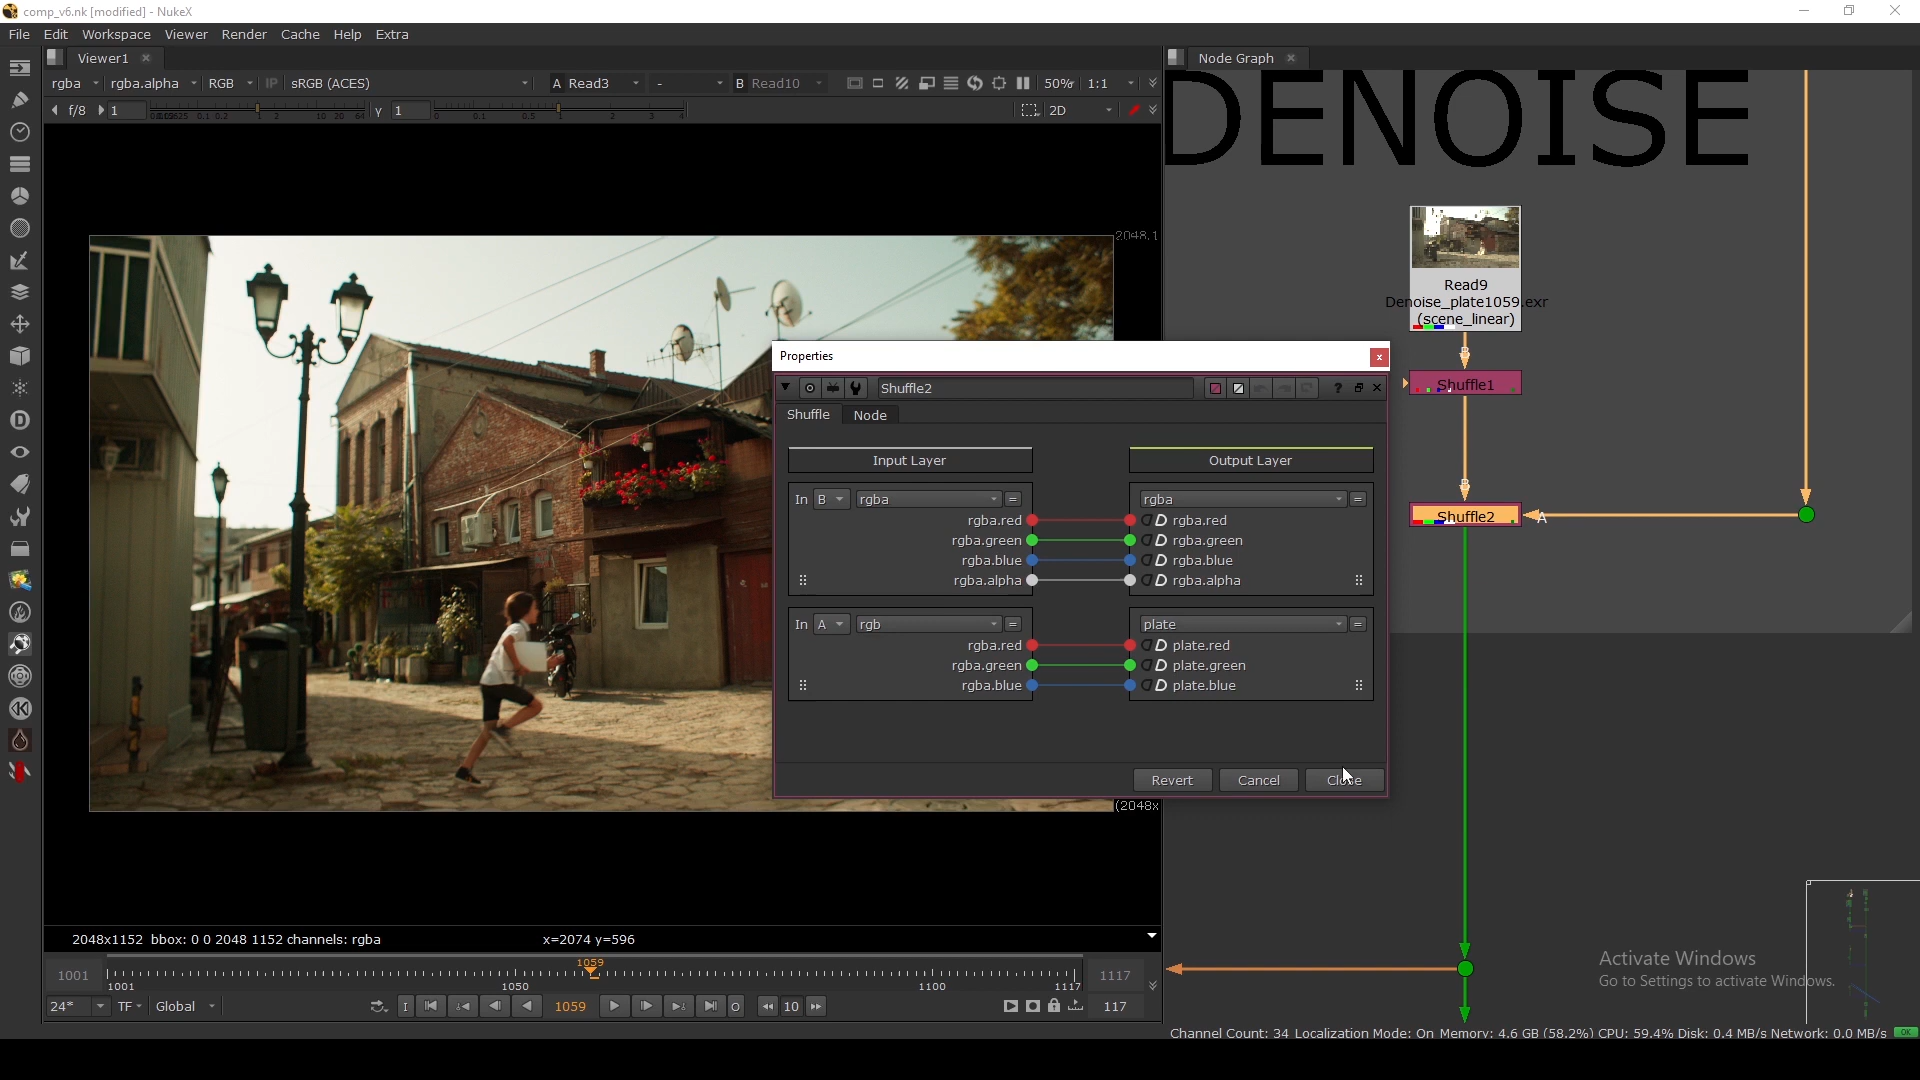 comp_v6.nk [modified] - NukeX
File Edit Workspace Viewer Render Cache Help Extra
Viewer1
rgba rgba.alpha RGB IP sRGB (ACES) A Read3 - B Read10 50% 1:1
f/8 1 γ 1 2D
2048.1
(2048x
2048x1152 bbox: 0 0 2048 1152 channels: rgba x=2074 y=596
1001 1059 1117
1001 1050 1100 1117
24* TF Global I 1059 O 10 117
Node Graph
DENOISE
Read9
Denoise_plate1059.exr
(scene_linear)
B
Shuffle1
B
Shuffle2 A
Properties
Shuffle2 ?
Shuffle Node
Input Layer Output Layer
In B rgba = rgba =
rgba.red rgba.red
rgba.green rgba.green
rgba.blue rgba.blue
rgba.alpha rgba.alpha
In A rgb = plate =
rgba.red plate.red
rgba.green plate.green
rgba.blue plate.blue
Revert Cancel Close
Activate Windows
Go to Settings to activate Windows.
Channel Count: 34 Localization Mode: On Memory: 4.6 GB (58.2%) CPU: 59.4% Disk: 0.4 MB/s Network: 0.0 MB/s OK